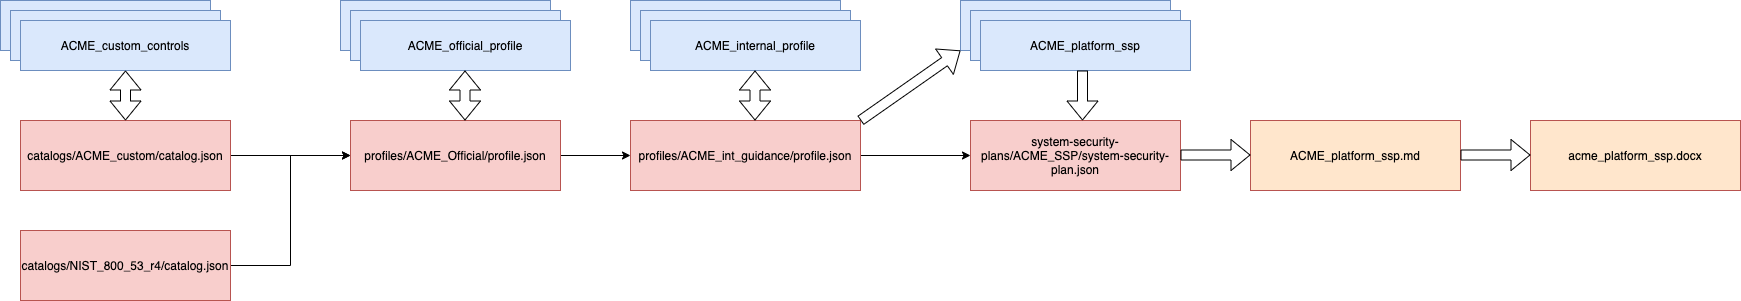 ACME_custom_controls
ACME_official_profile
ACME_internal_profile
ACME_platform_ssp
catalogs/ACME_custom/catalog.json
profiles/ACME_Official/profile.json
profiles/ACME_int_guidance/profile.json
system-security-
plans/ACME_SSP/system-security-
plan.json
ACME_platform_ssp.md
acme_platform_ssp.docx
catalogs/NIST_800_53_r4/catalog.json